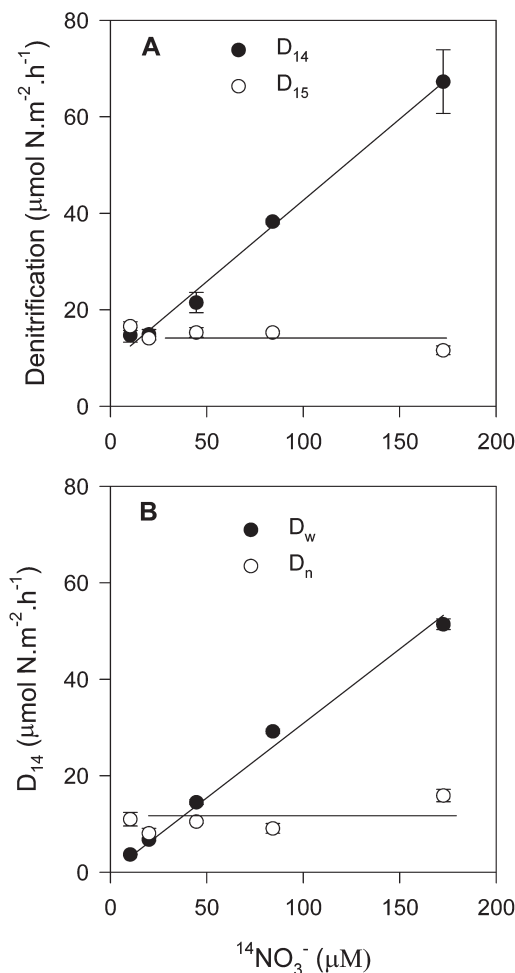 80
A
D14
D15
60
40
20
0
Denitrification (μmol N.m-2.h-1)
0 50 100 150 200
80
B
Dw
Dn
60
40
20
0
D14 (μmol N.m-2.h-1)
0 50 100 150 200
14NO3- (μM)